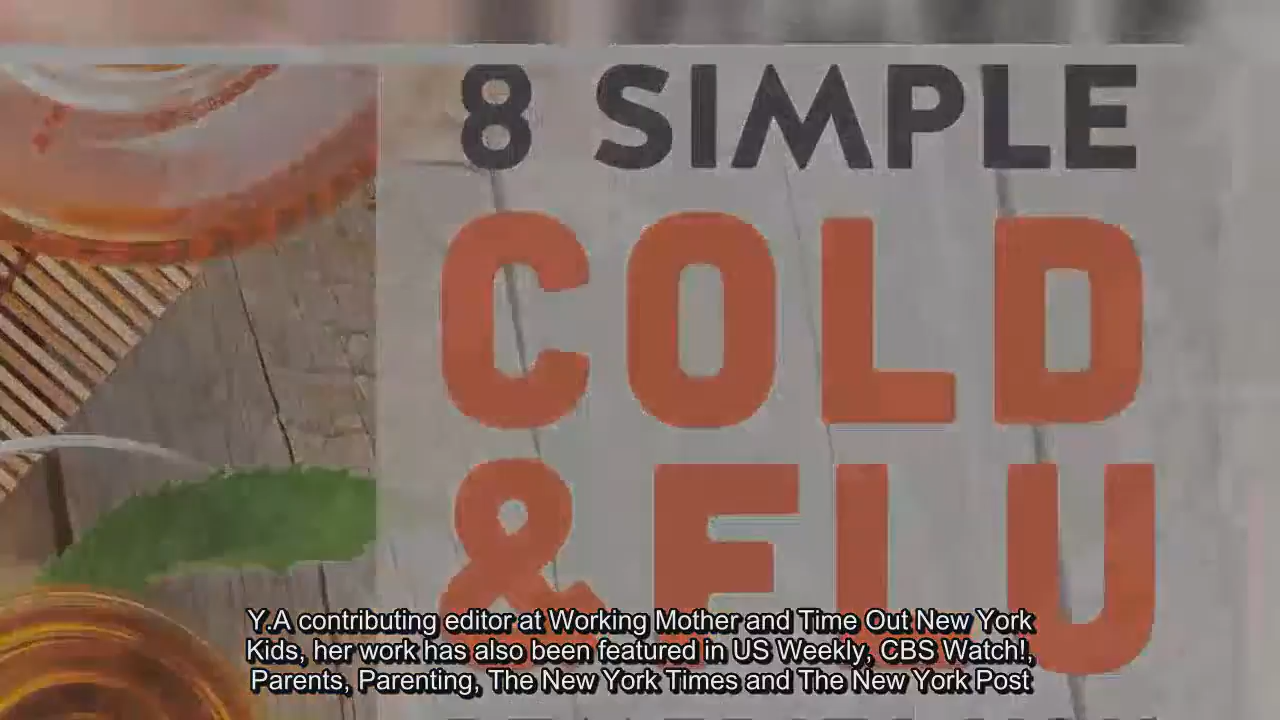 8 SIMPLE
COLD
& FLU
Y.A contributing editor at Working Mother and Time Out New York
Kids, her work has also been featured in US Weekly, CBS Watch!,
Parents, Parenting, The New York Times and The New York Post